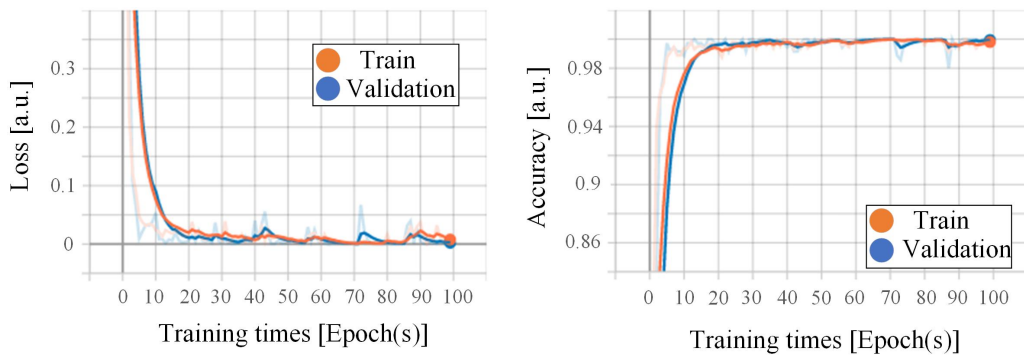 Loss [a.u.]
0.3
0.2
0.1
0
Train
Validation
0 10 20 30 40 50 60 70 80 90 100
Training times [Epoch(s)]
Accuracy [a.u.]
0.98
0.94
0.9
0.86
Train
Validation
0 10 20 30 40 50 60 70 80 90 100
Training times [Epoch(s)]